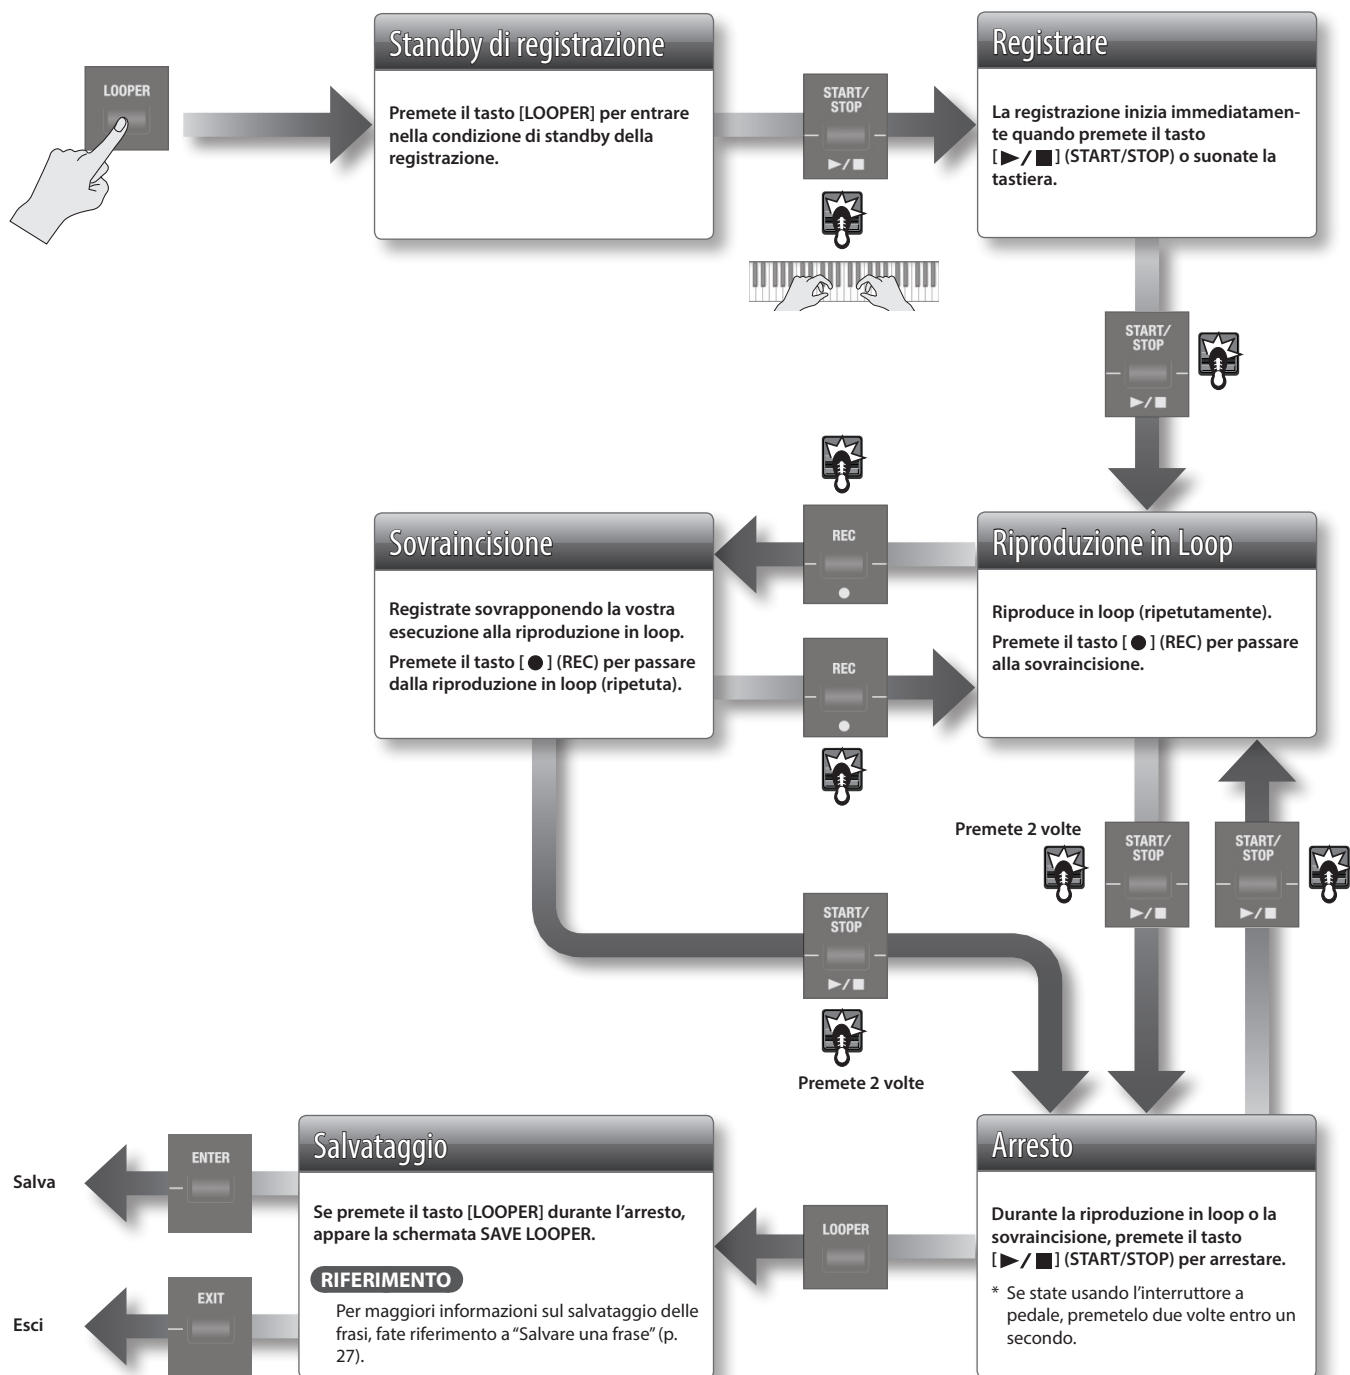 LOOPER
Standby di registrazione
Premete il tasto [LOOPER] per entrare
nella condizione di standby della
registrazione.
START/
STOP
►/■
Registrare
La registrazione inizia immediatamen-
te quando premete il tasto
[►/■] (START/STOP) o suonate la
tastiera.
START/
STOP
►/■
REC
●
Sovraincisione
Registrate sovrapponendo la vostra
esecuzione alla riproduzione in loop.
Premete il tasto [●] (REC) per passare
dalla riproduzione in loop (ripetuta).
REC
●
Riproduzione in Loop
Riproduce in loop (ripetutamente).
Premete il tasto [●] (REC) per passare
alla sovraincisione.
Premete 2 volte
START/
STOP
►/■
START/
STOP
►/■
START/
STOP
►/■
Premete 2 volte
Salva
ENTER
Esci
EXIT
Salvataggio
Se premete il tasto [LOOPER] durante l’arresto,
appare la schermata SAVE LOOPER.
RIFERIMENTO
Per maggiori informazioni sul salvataggio delle
frasi, fate riferimento a “Salvare una frase” (p.
27).
LOOPER
Arresto
Durante la riproduzione in loop o la
sovraincisione, premete il tasto
[►/■] (START/STOP) per arrestare.
* Se state usando l’interruttore a
pedale, premetelo due volte entro un
secondo.